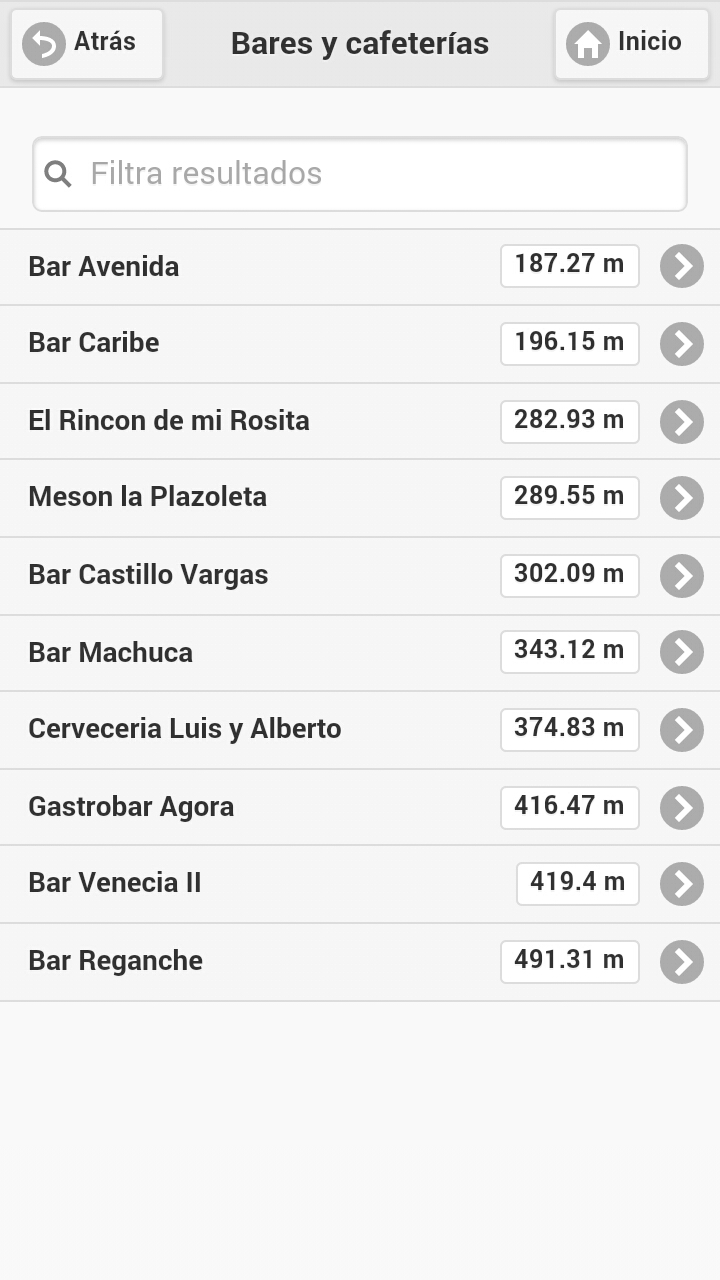 Atrás Bares y cafeterías Inicio
Filtra resultados
Bar Avenida 187.27 m
Bar Caribe 196.15 m
El Rincon de mi Rosita 282.93 m
Meson la Plazoleta 289.55 m
Bar Castillo Vargas 302.09 m
Bar Machuca 343.12 m
Cerveceria Luis y Alberto 374.83 m
Gastrobar Agora 416.47 m
Bar Venecia II 419.4 m
Bar Reganche 491.31 m